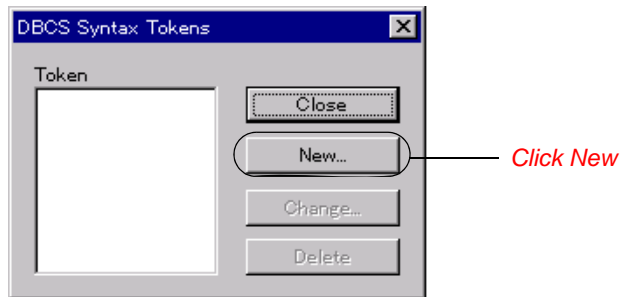 DBCS Syntax Tokens
Token
Close
New...
Click New
Change...
Delete